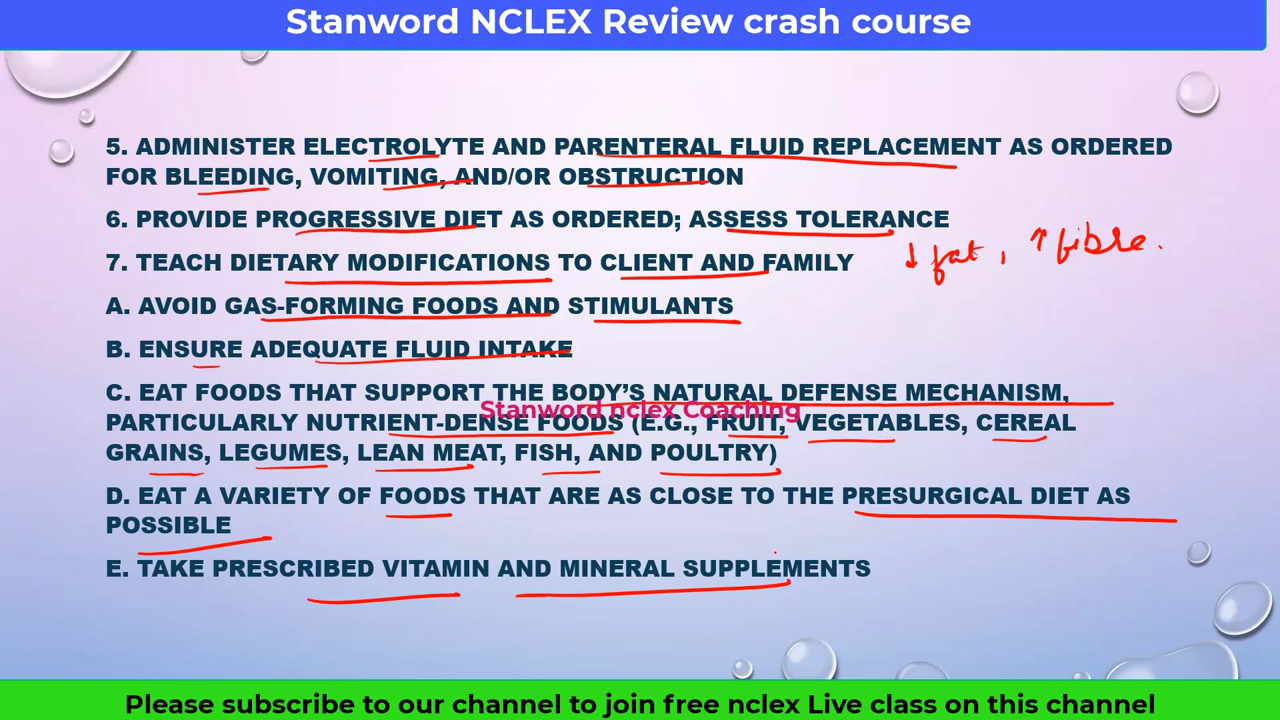 Stanword NCLEX Review crash course
5. ADMINISTER ELECTROLYTE AND PARENTERAL FLUID REPLACEMENT AS ORDERED
FOR BLEEDING, VOMITING, AND/OR OBSTRUCTION
6. PROVIDE PROGRESSIVE DIET AS ORDERED; ASSESS TOLERANCE
↓ fat, ↑ fibre.
7. TEACH DIETARY MODIFICATIONS TO CLIENT AND FAMILY
A. AVOID GAS-FORMING FOODS AND STIMULANTS
B. ENSURE ADEQUATE FLUID INTAKE
C. EAT FOODS THAT SUPPORT THE BODY'S NATURAL DEFENSE MECHANISM,
Stanword nclex Coaching
PARTICULARLY NUTRIENT-DENSE FOODS (E.G., FRUIT, VEGETABLES, CEREAL
GRAINS, LEGUMES, LEAN MEAT, FISH, AND POULTRY)
D. EAT A VARIETY OF FOODS THAT ARE AS CLOSE TO THE PRESURGICAL DIET AS
POSSIBLE
E. TAKE PRESCRIBED VITAMIN AND MINERAL SUPPLEMENTS
Please subscribe to our channel to join free nclex Live class on this channel